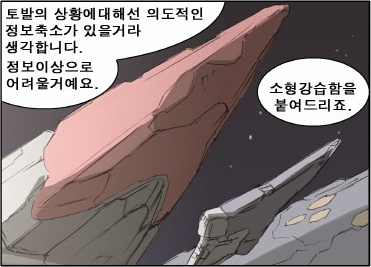 토발의 상황에대해선 의도적인
정보축소가 있을거라
생각합니다.
정보이상으로
어려울거예요.
소형강습함을
붙여드리죠.